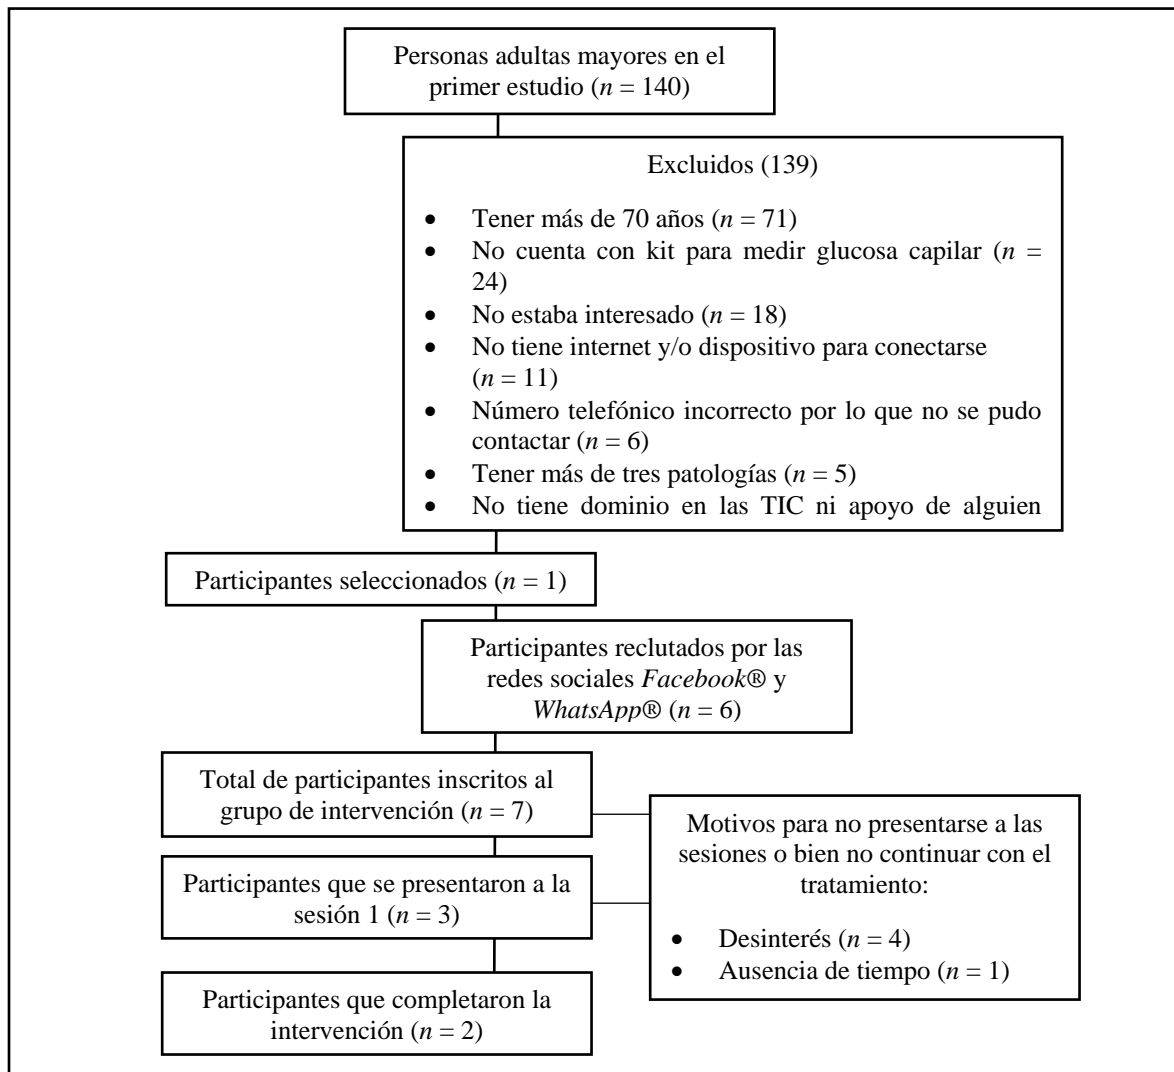 Personas adultas mayores en el
primer estudio (n = 140)
Excluidos (139)
• Tener más de 70 años (n = 71)
• No cuenta con kit para medir glucosa capilar (n =
24)
• No estaba interesado (n = 18)
• No tiene internet y/o dispositivo para conectarse
(n = 11)
• Número telefónico incorrecto por lo que no se pudo
contactar (n = 6)
• Tener más de tres patologías (n = 5)
• No tiene dominio en las TIC ni apoyo de alguien
Participantes seleccionados (n = 1)
Participantes reclutados por las
redes sociales Facebook® y
WhatsApp® (n = 6)
Total de participantes inscritos al
grupo de intervención (n = 7)
Motivos para no presentarse a las
sesiones o bien no continuar con el
tratamiento:
• Desinterés (n = 4)
• Ausencia de tiempo (n = 1)
Participantes que se presentaron a la
sesión 1 (n = 3)
Participantes que completaron la
intervención (n = 2)